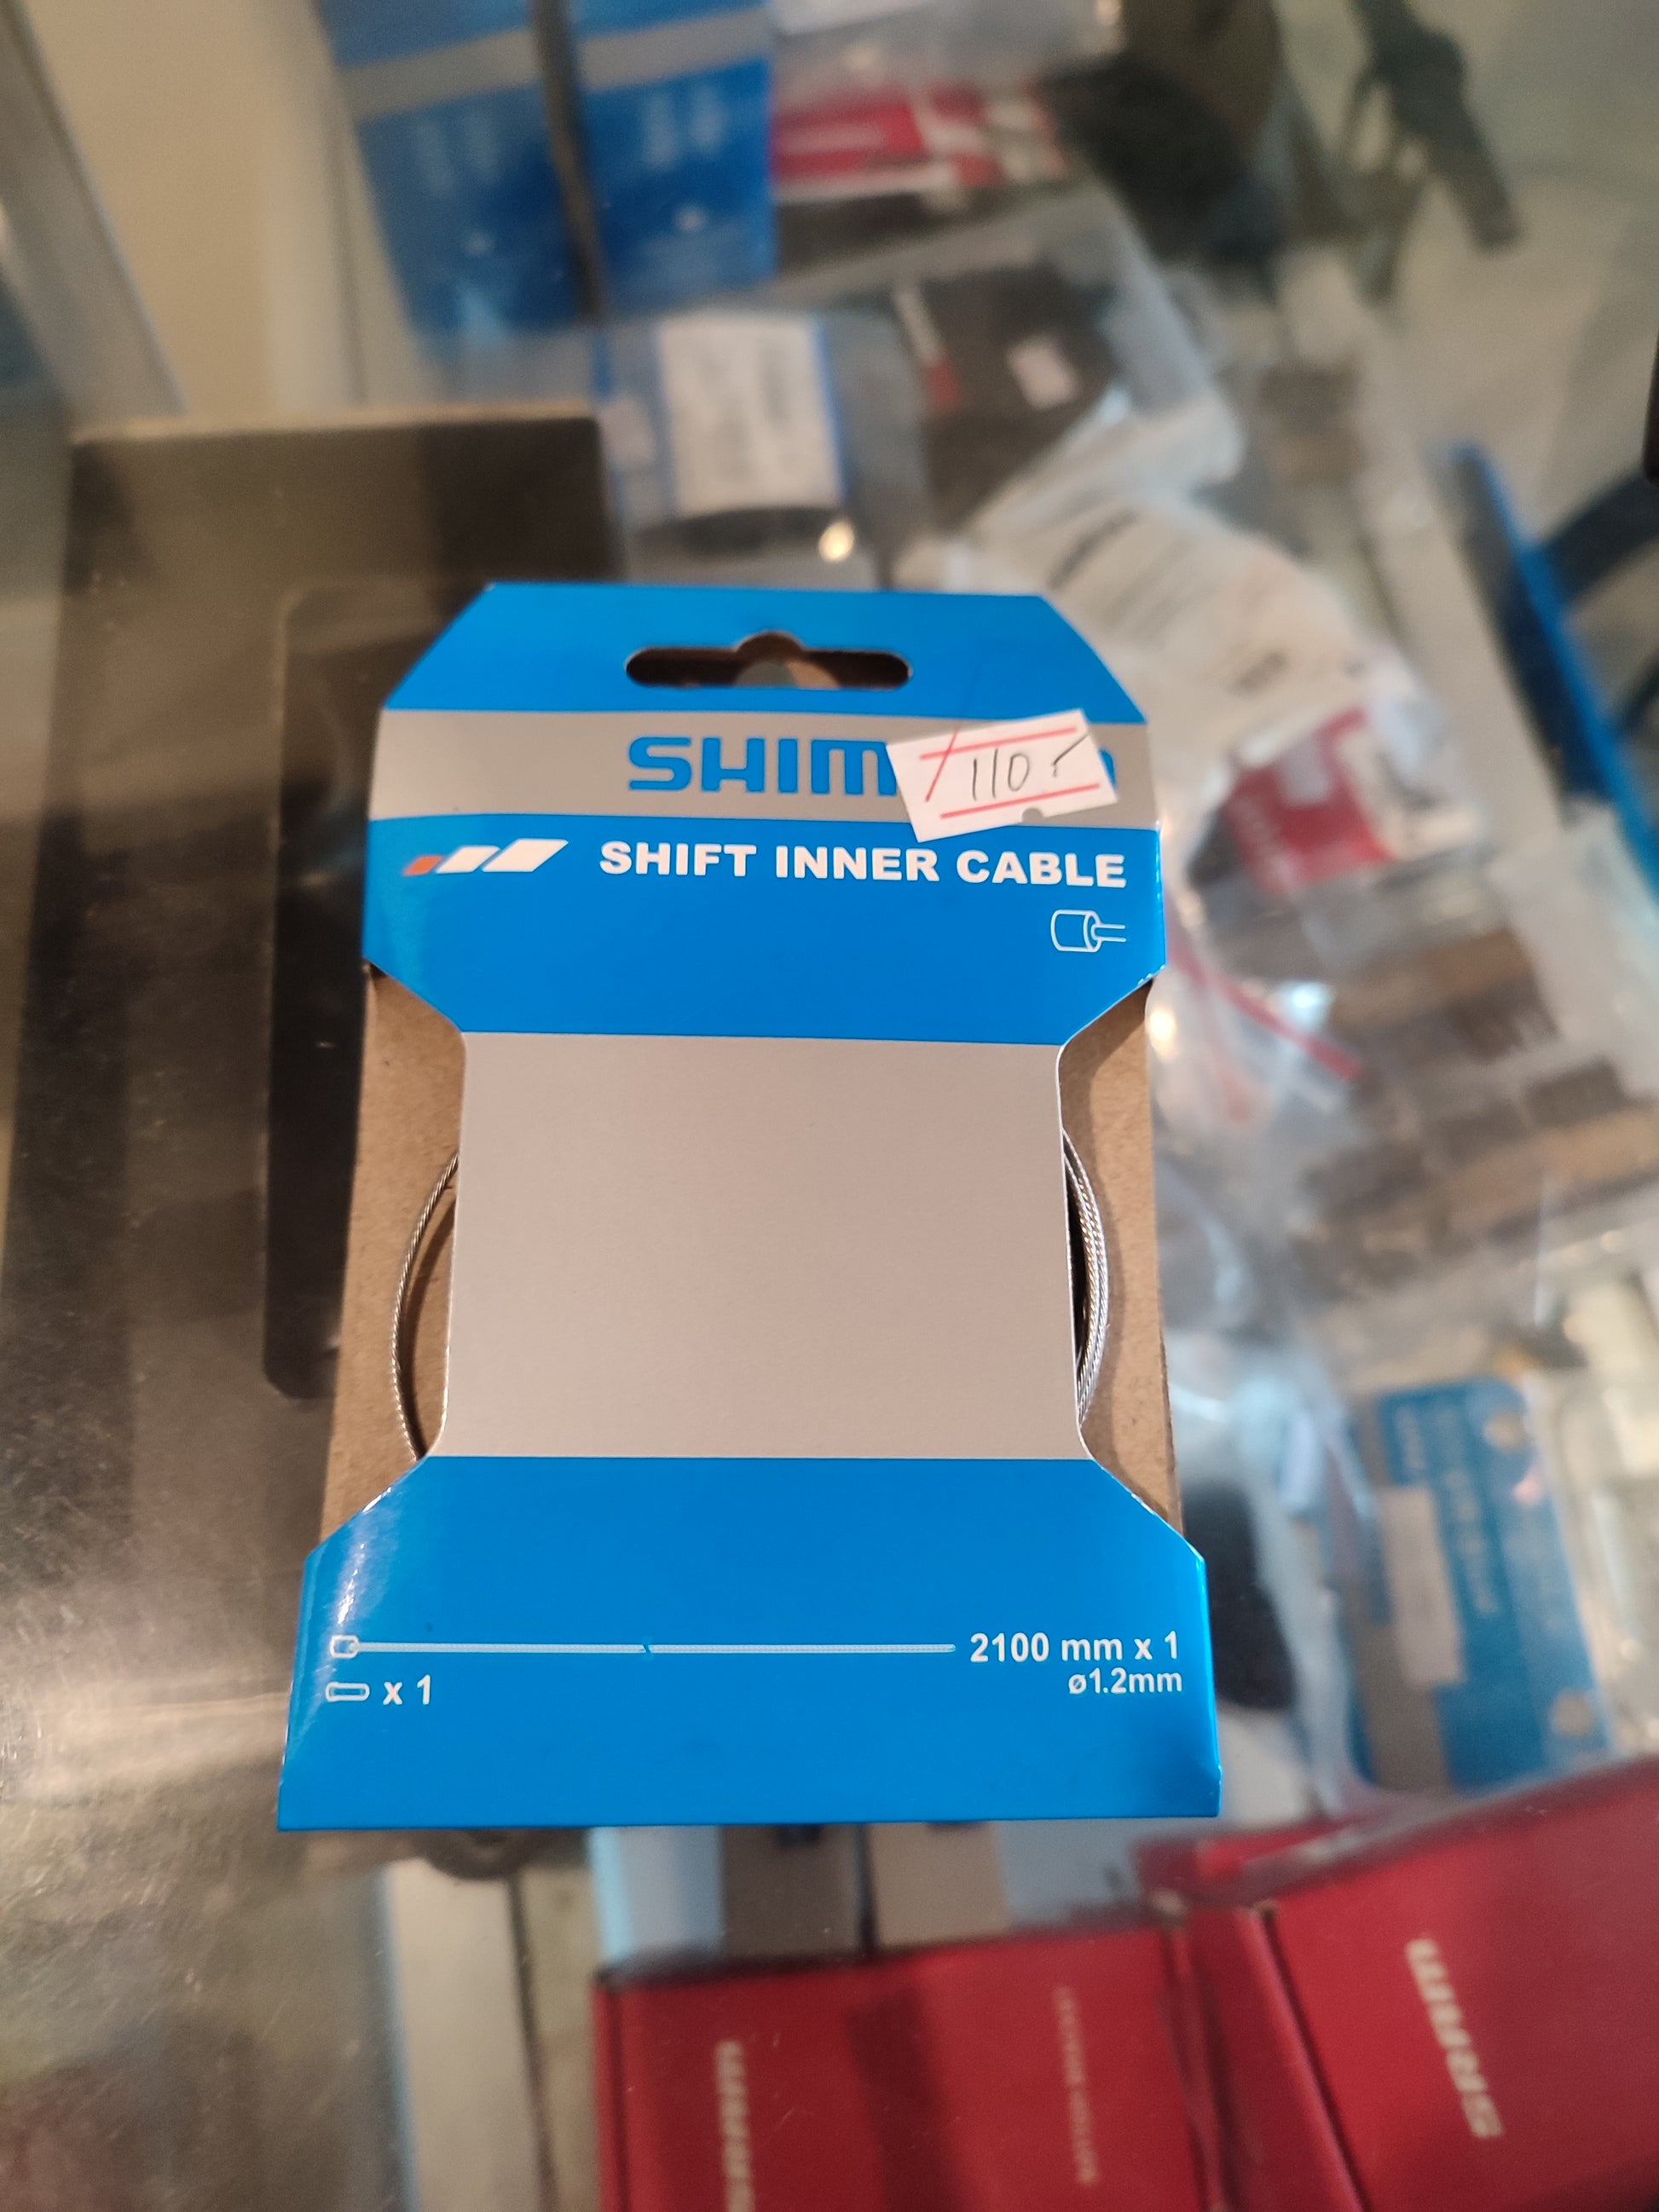 SHIM
110.-
SHIFT INNER CABLE
2100 mm x 1
x 1
ø1.2mm